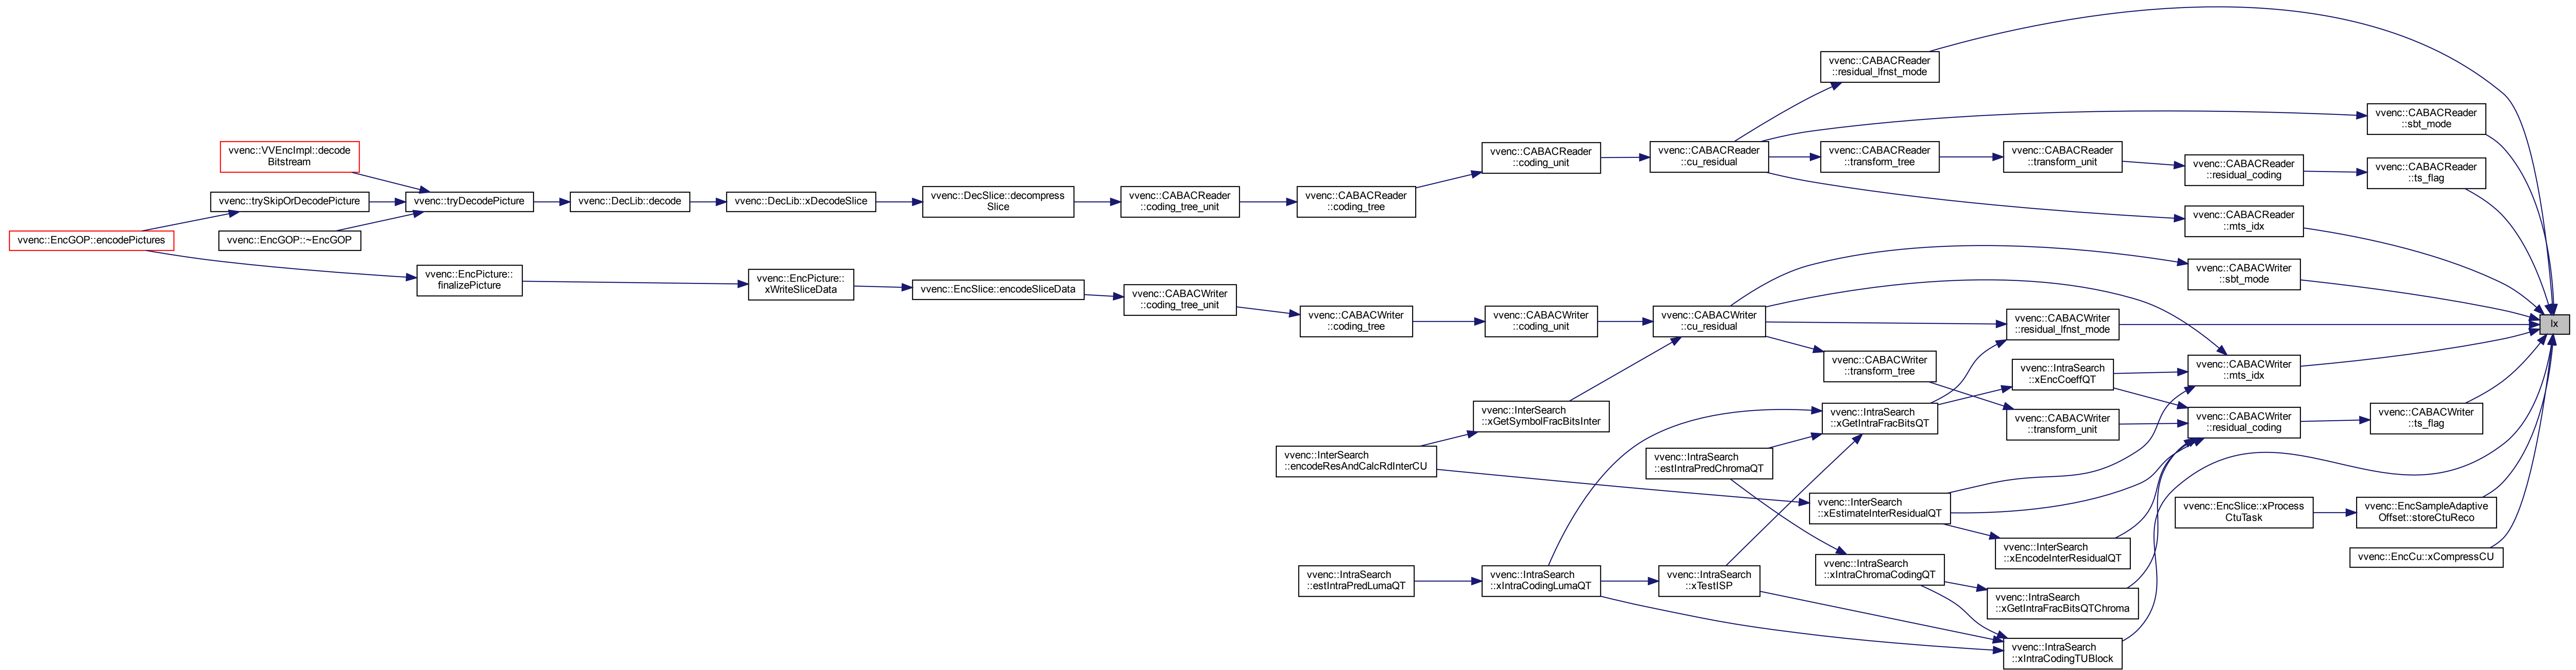 vvenc::CABACReader
::residual_lfnst_mode
vvenc::CABACReader
::sbt_mode
vvenc::VVEncImpl::decode
Bitstream
vvenc::CABACReader
::coding_unit
vvenc::CABACReader
::cu_residual
vvenc::CABACReader
::transform_tree
vvenc::CABACReader
::transform_unit
vvenc::CABACReader
::residual_coding
vvenc::CABACReader
::ts_flag
vvenc::trySkipOrDecodePicture
vvenc::tryDecodePicture
vvenc::DecLib::decode
vvenc::DecLib::xDecodeSlice
vvenc::DecSlice::decompress
Slice
vvenc::CABACReader
::coding_tree_unit
vvenc::CABACReader
::coding_tree
vvenc::CABACReader
::mts_idx
vvenc::EncGOP::encodePictures
vvenc::EncGOP::~EncGOP
vvenc::EncPicture::
finalizePicture
vvenc::EncPicture::
xWriteSliceData
vvenc::EncSlice::encodeSliceData
vvenc::CABACWriter
::coding_tree_unit
vvenc::CABACWriter
::sbt_mode
vvenc::CABACWriter
::coding_tree
vvenc::CABACWriter
::coding_unit
vvenc::CABACWriter
::cu_residual
vvenc::CABACWriter
::residual_lfnst_mode
lx
vvenc::CABACWriter
::transform_tree
vvenc::IntraSearch
::xEncCoeffQT
vvenc::CABACWriter
::mts_idx
vvenc::InterSearch
::xGetSymbolFracBitsInter
vvenc::IntraSearch
::xGetIntraFracBitsQT
vvenc::CABACWriter
::transform_unit
vvenc::CABACWriter
::residual_coding
vvenc::CABACWriter
::ts_flag
vvenc::InterSearch
::encodeResAndCalcRdInterCU
vvenc::IntraSearch
::estIntraPredChromaQT
vvenc::InterSearch
::xEstimateInterResidualQT
vvenc::EncSlice::xProcess
CtuTask
vvenc::EncSampleAdaptive
Offset::storeCtuReco
vvenc::InterSearch
::xEncodeInterResidualQT
vvenc::EncCu::xCompressCU
vvenc::IntraSearch
::estIntraPredLumaQT
vvenc::IntraSearch
::xIntraCodingLumaQT
vvenc::IntraSearch
::xTestISP
vvenc::IntraSearch
::xIntraChromaCodingQT
vvenc::IntraSearch
::xGetIntraFracBitsQTChroma
vvenc::IntraSearch
::xIntraCodingTUBlock